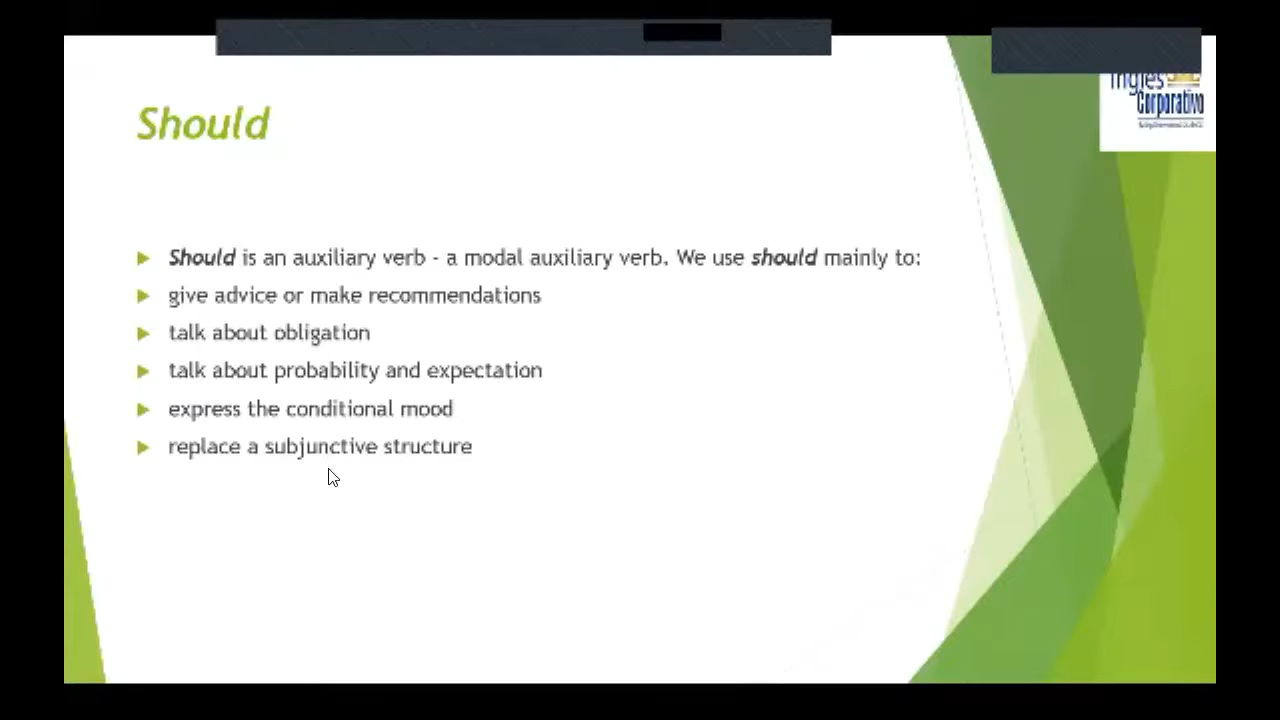 Should
Should is an auxiliary verb - a modal auxiliary verb. We use should mainly to:
give advice or make recommendations
talk about obligation
talk about probability and expectation
express the conditional mood
replace a subjunctive structure
Inglés
Corporativo